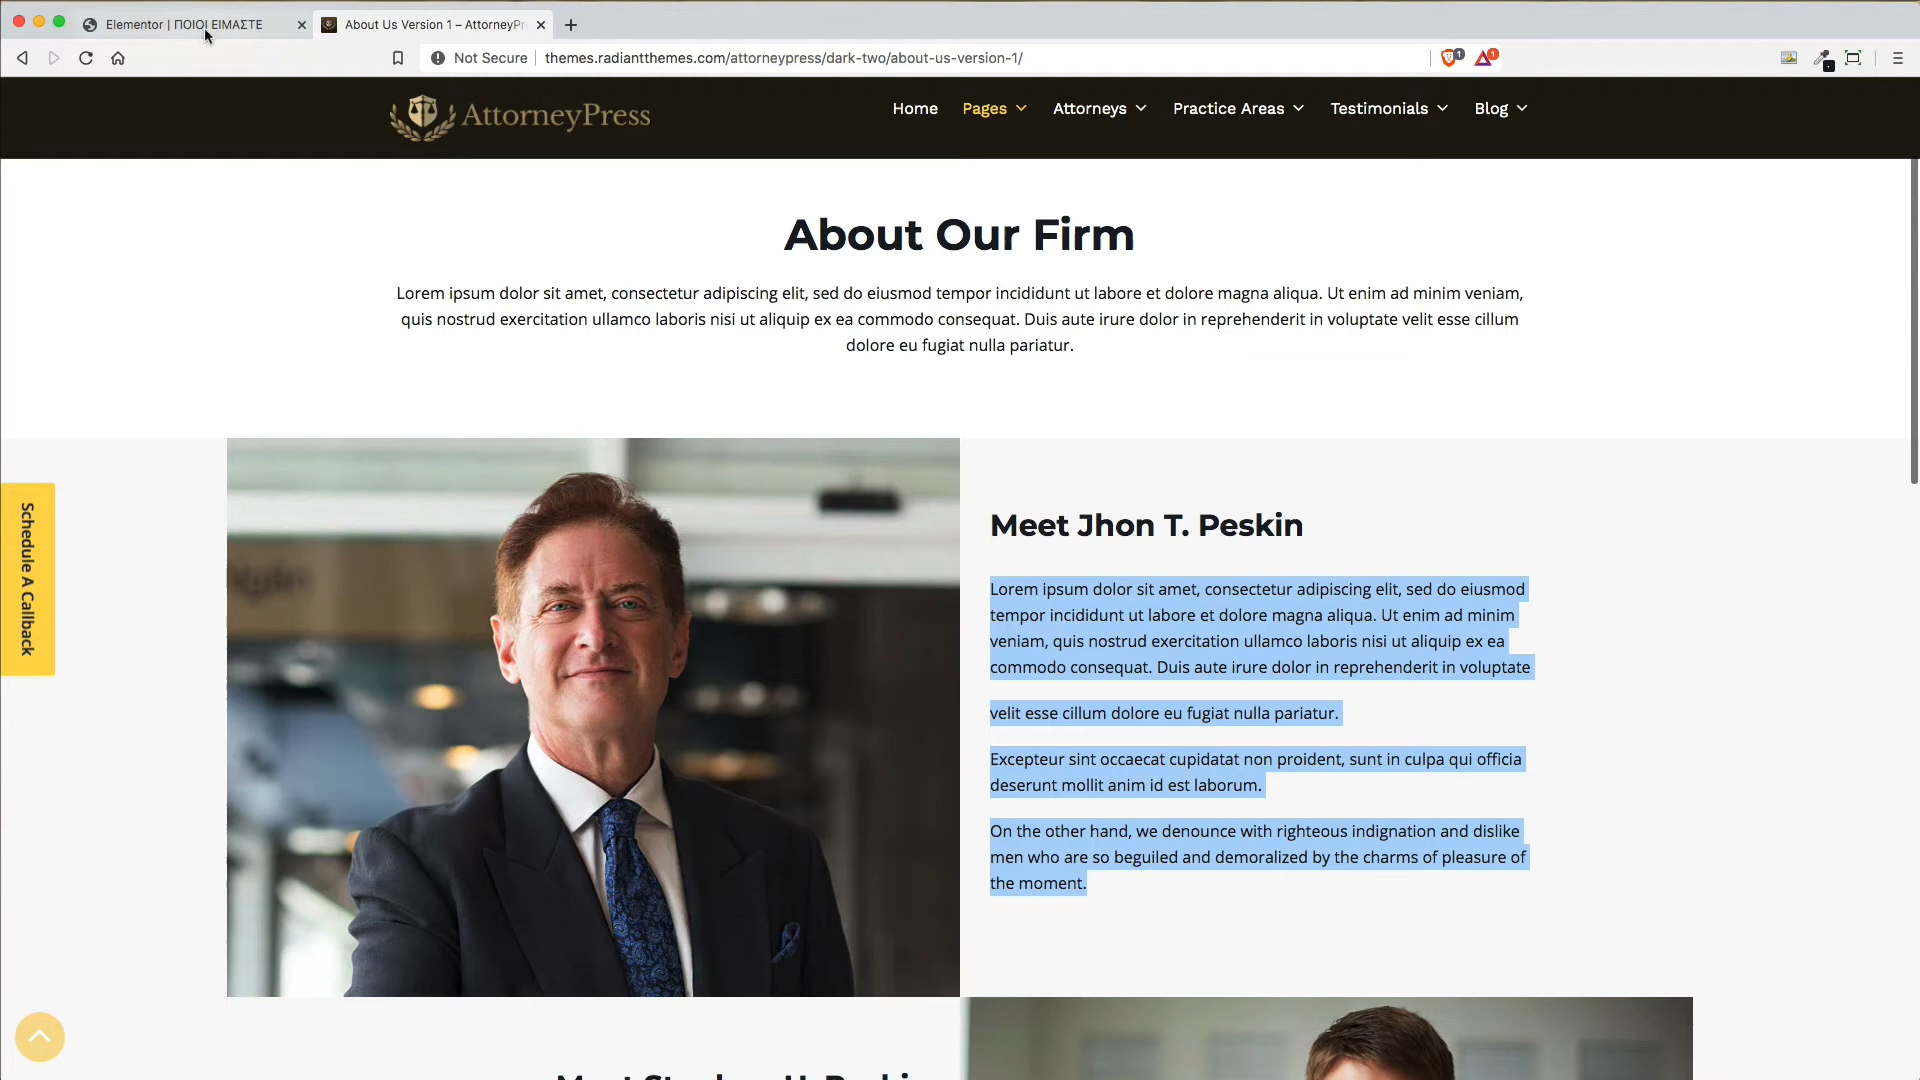 Elementor | ΠΟΙΟΙ ΕΙΜΑΣΤΕ
About Us Version 1 – AttorneyPr
Not Secure
themes.radiantthemes.com/attorneypress/dark-two/about-us-version-1/
1
1
AttorneyPress
Home
Pages
Attorneys
Practice Areas
Testimonials
Blog
About Our Firm
Lorem ipsum dolor sit amet, consectetur adipiscing elit, sed do eiusmod tempor incididunt ut labore et dolore magna aliqua. Ut enim ad minim veniam,
quis nostrud exercitation ullamco laboris nisi ut aliquip ex ea commodo consequat. Duis aute irure dolor in reprehenderit in voluptate velit esse cillum
dolore eu fugiat nulla pariatur.
Schedule A Callback
Meet Jhon T. Peskin
Lorem ipsum dolor sit amet, consectetur adipiscing elit, sed do eiusmod
tempor incididunt ut labore et dolore magna aliqua. Ut enim ad minim
veniam, quis nostrud exercitation ullamco laboris nisi ut aliquip ex ea
commodo consequat. Duis aute irure dolor in reprehenderit in voluptate
velit esse cillum dolore eu fugiat nulla pariatur.
Excepteur sint occaecat cupidatat non proident, sunt in culpa qui officia
deserunt mollit anim id est laborum.
On the other hand, we denounce with righteous indignation and dislike
men who are so beguiled and demoralized by the charms of pleasure of
the moment.